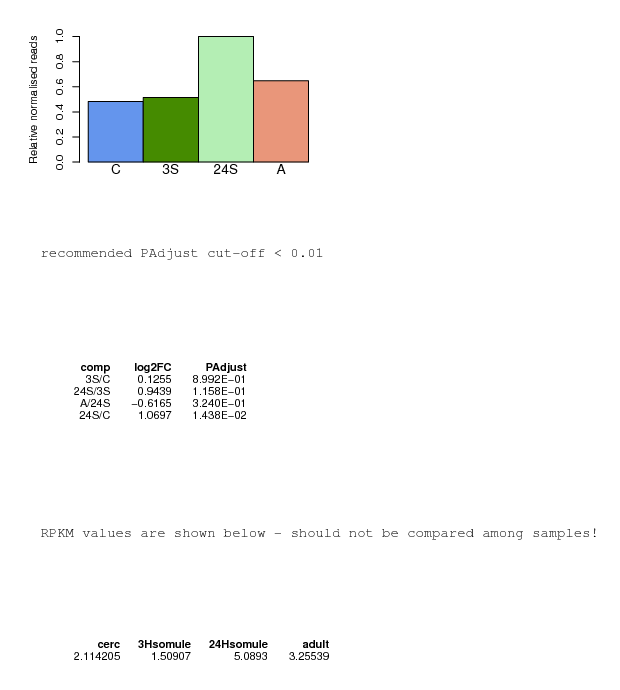 Relative normalised reads
1.0
0.8
0.6
0.4
0.2
0.0
C 3S 24S A
recommended PAdjust cut-off < 0.01
comp log2FC PAdjust
3S/C 0.1255 8.992E-01
24S/3S 0.9439 1.158E-01
A/24S -0.6165 3.240E-01
24S/C 1.0697 1.438E-02
RPKM values are shown below - should not be compared among samples!
cerc 3Hsomule 24Hsomule adult
2.114205 1.50907 5.0893 3.25539